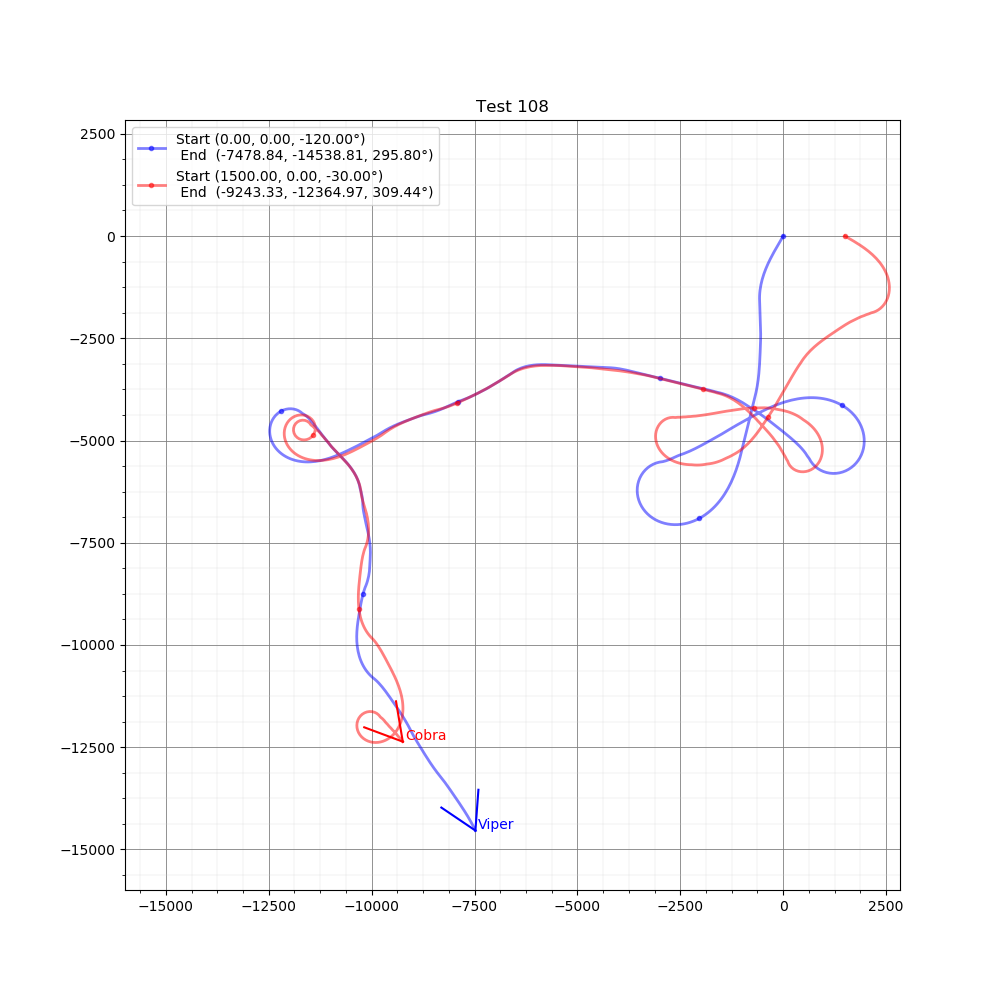 Test 108
Start (0.00, 0.00, -120.00°)
End  (-7478.84, -14538.81, 295.80°)
Start (1500.00, 0.00, -30.00°)
End  (-9243.33, -12364.97, 309.44°)
2500
0
−2500
−5000
−7500
−10000
−12500
−15000
Cobra
Viper
−15000
−12500
−10000
−7500
−5000
−2500
0
2500